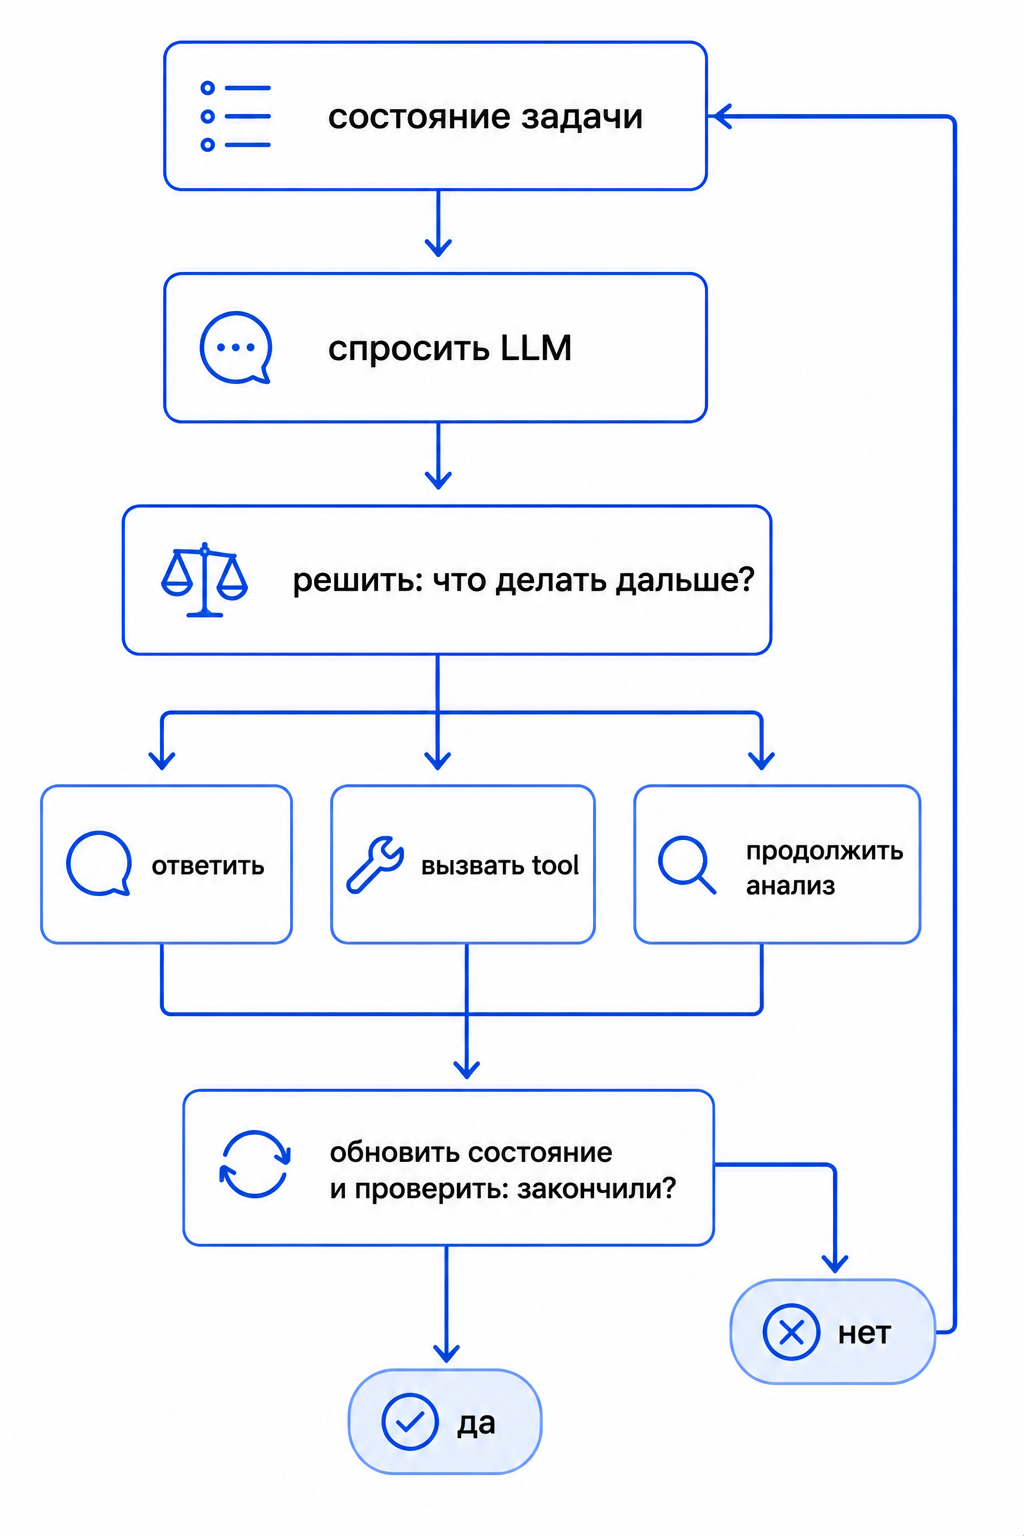 состояние задачи
спросить LLM
решить: что делать дальше?
ответить
вызвать tool
продолжить
анализ
обновить состояние
и проверить: закончили?
нет
да